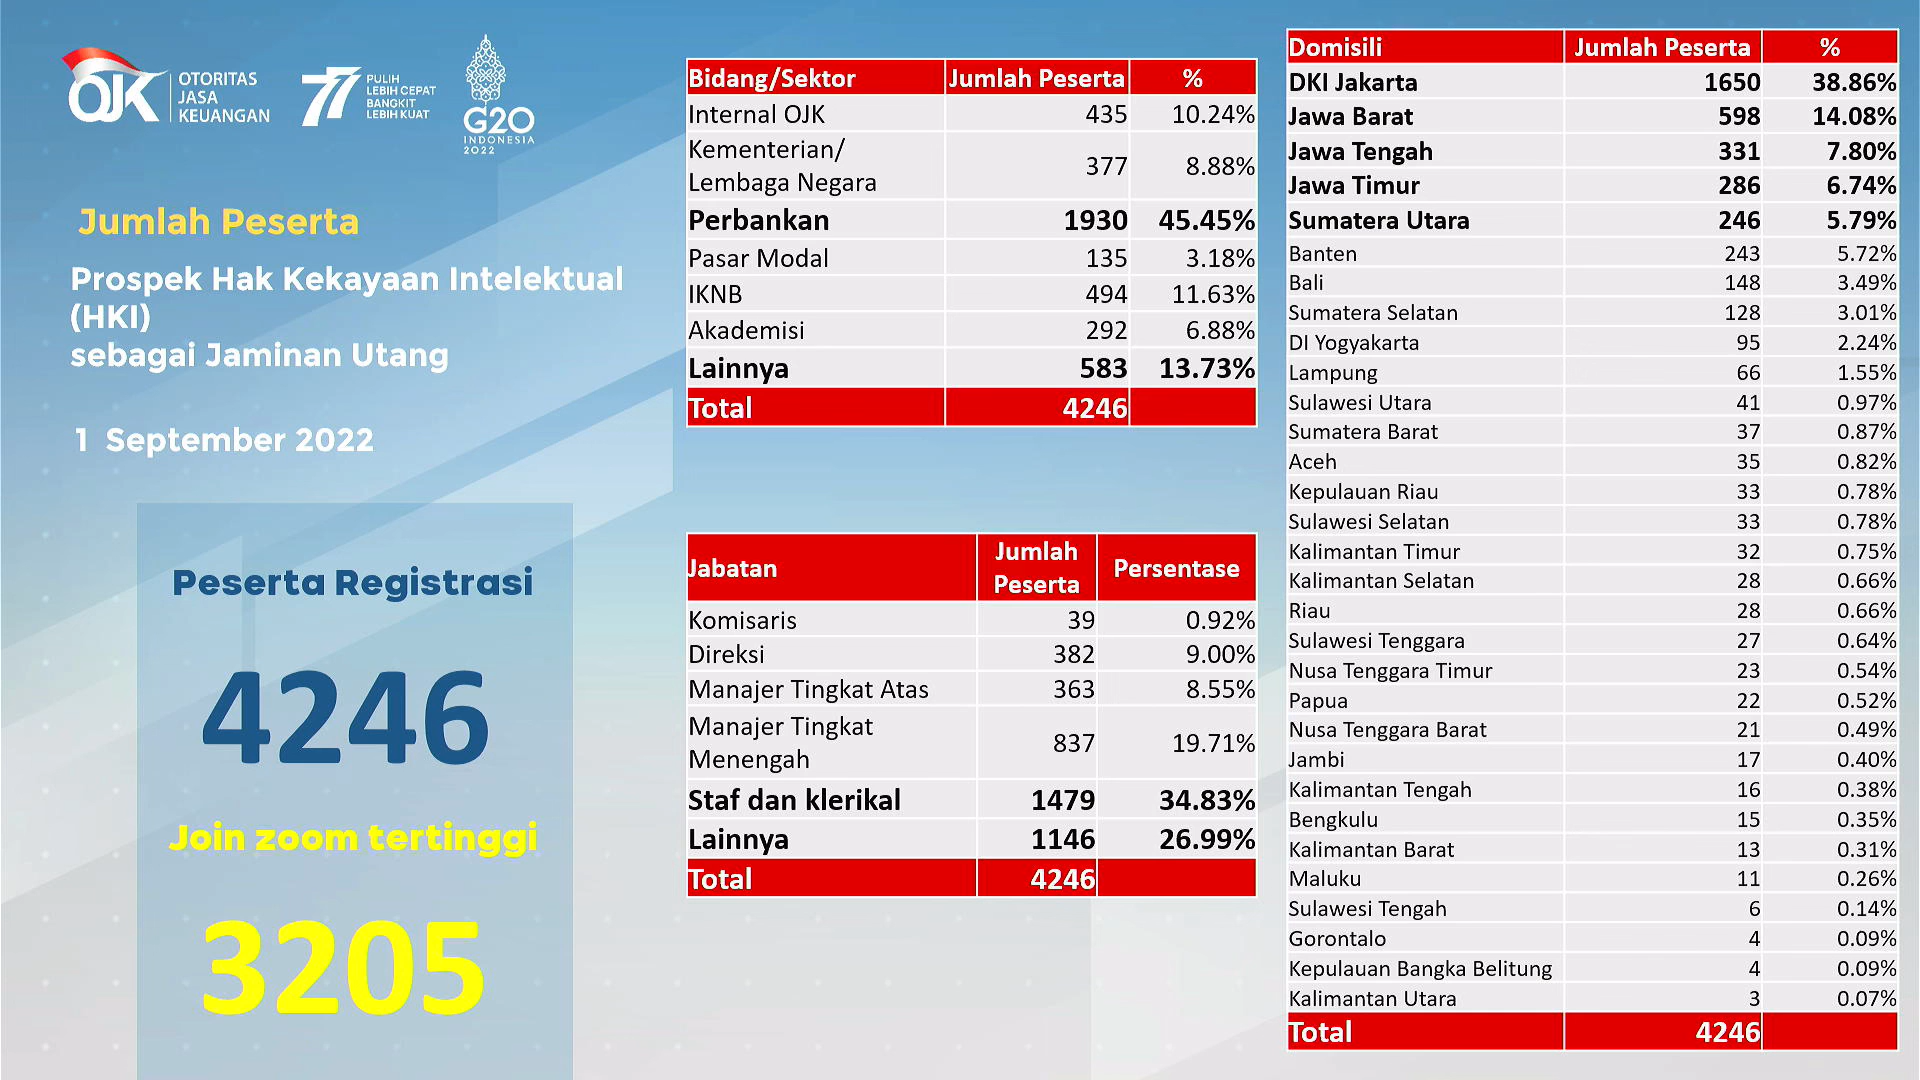 OJK
OTORITAS
JASA
KEUANGAN
77
PULIH
LEBIH CEPAT
BANGKIT
LEBIH KUAT
G20
INDONESIA
2022
Jumlah Peserta
Prospek Hak Kekayaan Intelektual
(HKI)
sebagai Jaminan Utang
1 September 2022
Peserta Registrasi
4246
Join zoom tertinggi
3205
Bidang/Sektor Jumlah Peserta %
Internal OJK 435 10.24%
Kementerian/
Lembaga Negara 377 8.88%
Perbankan 1930 45.45%
Pasar Modal 135 3.18%
IKNB 494 11.63%
Akademisi 292 6.88%
Lainnya 583 13.73%
Total 4246
Jabatan Jumlah Peserta Persentase
Komisaris 39 0.92%
Direksi 382 9.00%
Manajer Tingkat Atas 363 8.55%
Manajer Tingkat
Menengah 837 19.71%
Staf dan klerikal 1479 34.83%
Lainnya 1146 26.99%
Total 4246
Domisili Jumlah Peserta %
DKI Jakarta 1650 38.86%
Jawa Barat 598 14.08%
Jawa Tengah 331 7.80%
Jawa Timur 286 6.74%
Sumatera Utara 246 5.79%
Banten 243 5.72%
Bali 148 3.49%
Sumatera Selatan 128 3.01%
DI Yogyakarta 95 2.24%
Lampung 66 1.55%
Sulawesi Utara 41 0.97%
Sumatera Barat 37 0.87%
Aceh 35 0.82%
Kepulauan Riau 33 0.78%
Sulawesi Selatan 33 0.78%
Kalimantan Timur 32 0.75%
Kalimantan Selatan 28 0.66%
Riau 28 0.66%
Sulawesi Tenggara 27 0.64%
Nusa Tenggara Timur 23 0.54%
Papua 22 0.52%
Nusa Tenggara Barat 21 0.49%
Jambi 17 0.40%
Kalimantan Tengah 16 0.38%
Bengkulu 15 0.35%
Kalimantan Barat 13 0.31%
Maluku 11 0.26%
Sulawesi Tengah 6 0.14%
Gorontalo 4 0.09%
Kepulauan Bangka Belitung 4 0.09%
Kalimantan Utara 3 0.07%
Total 4246